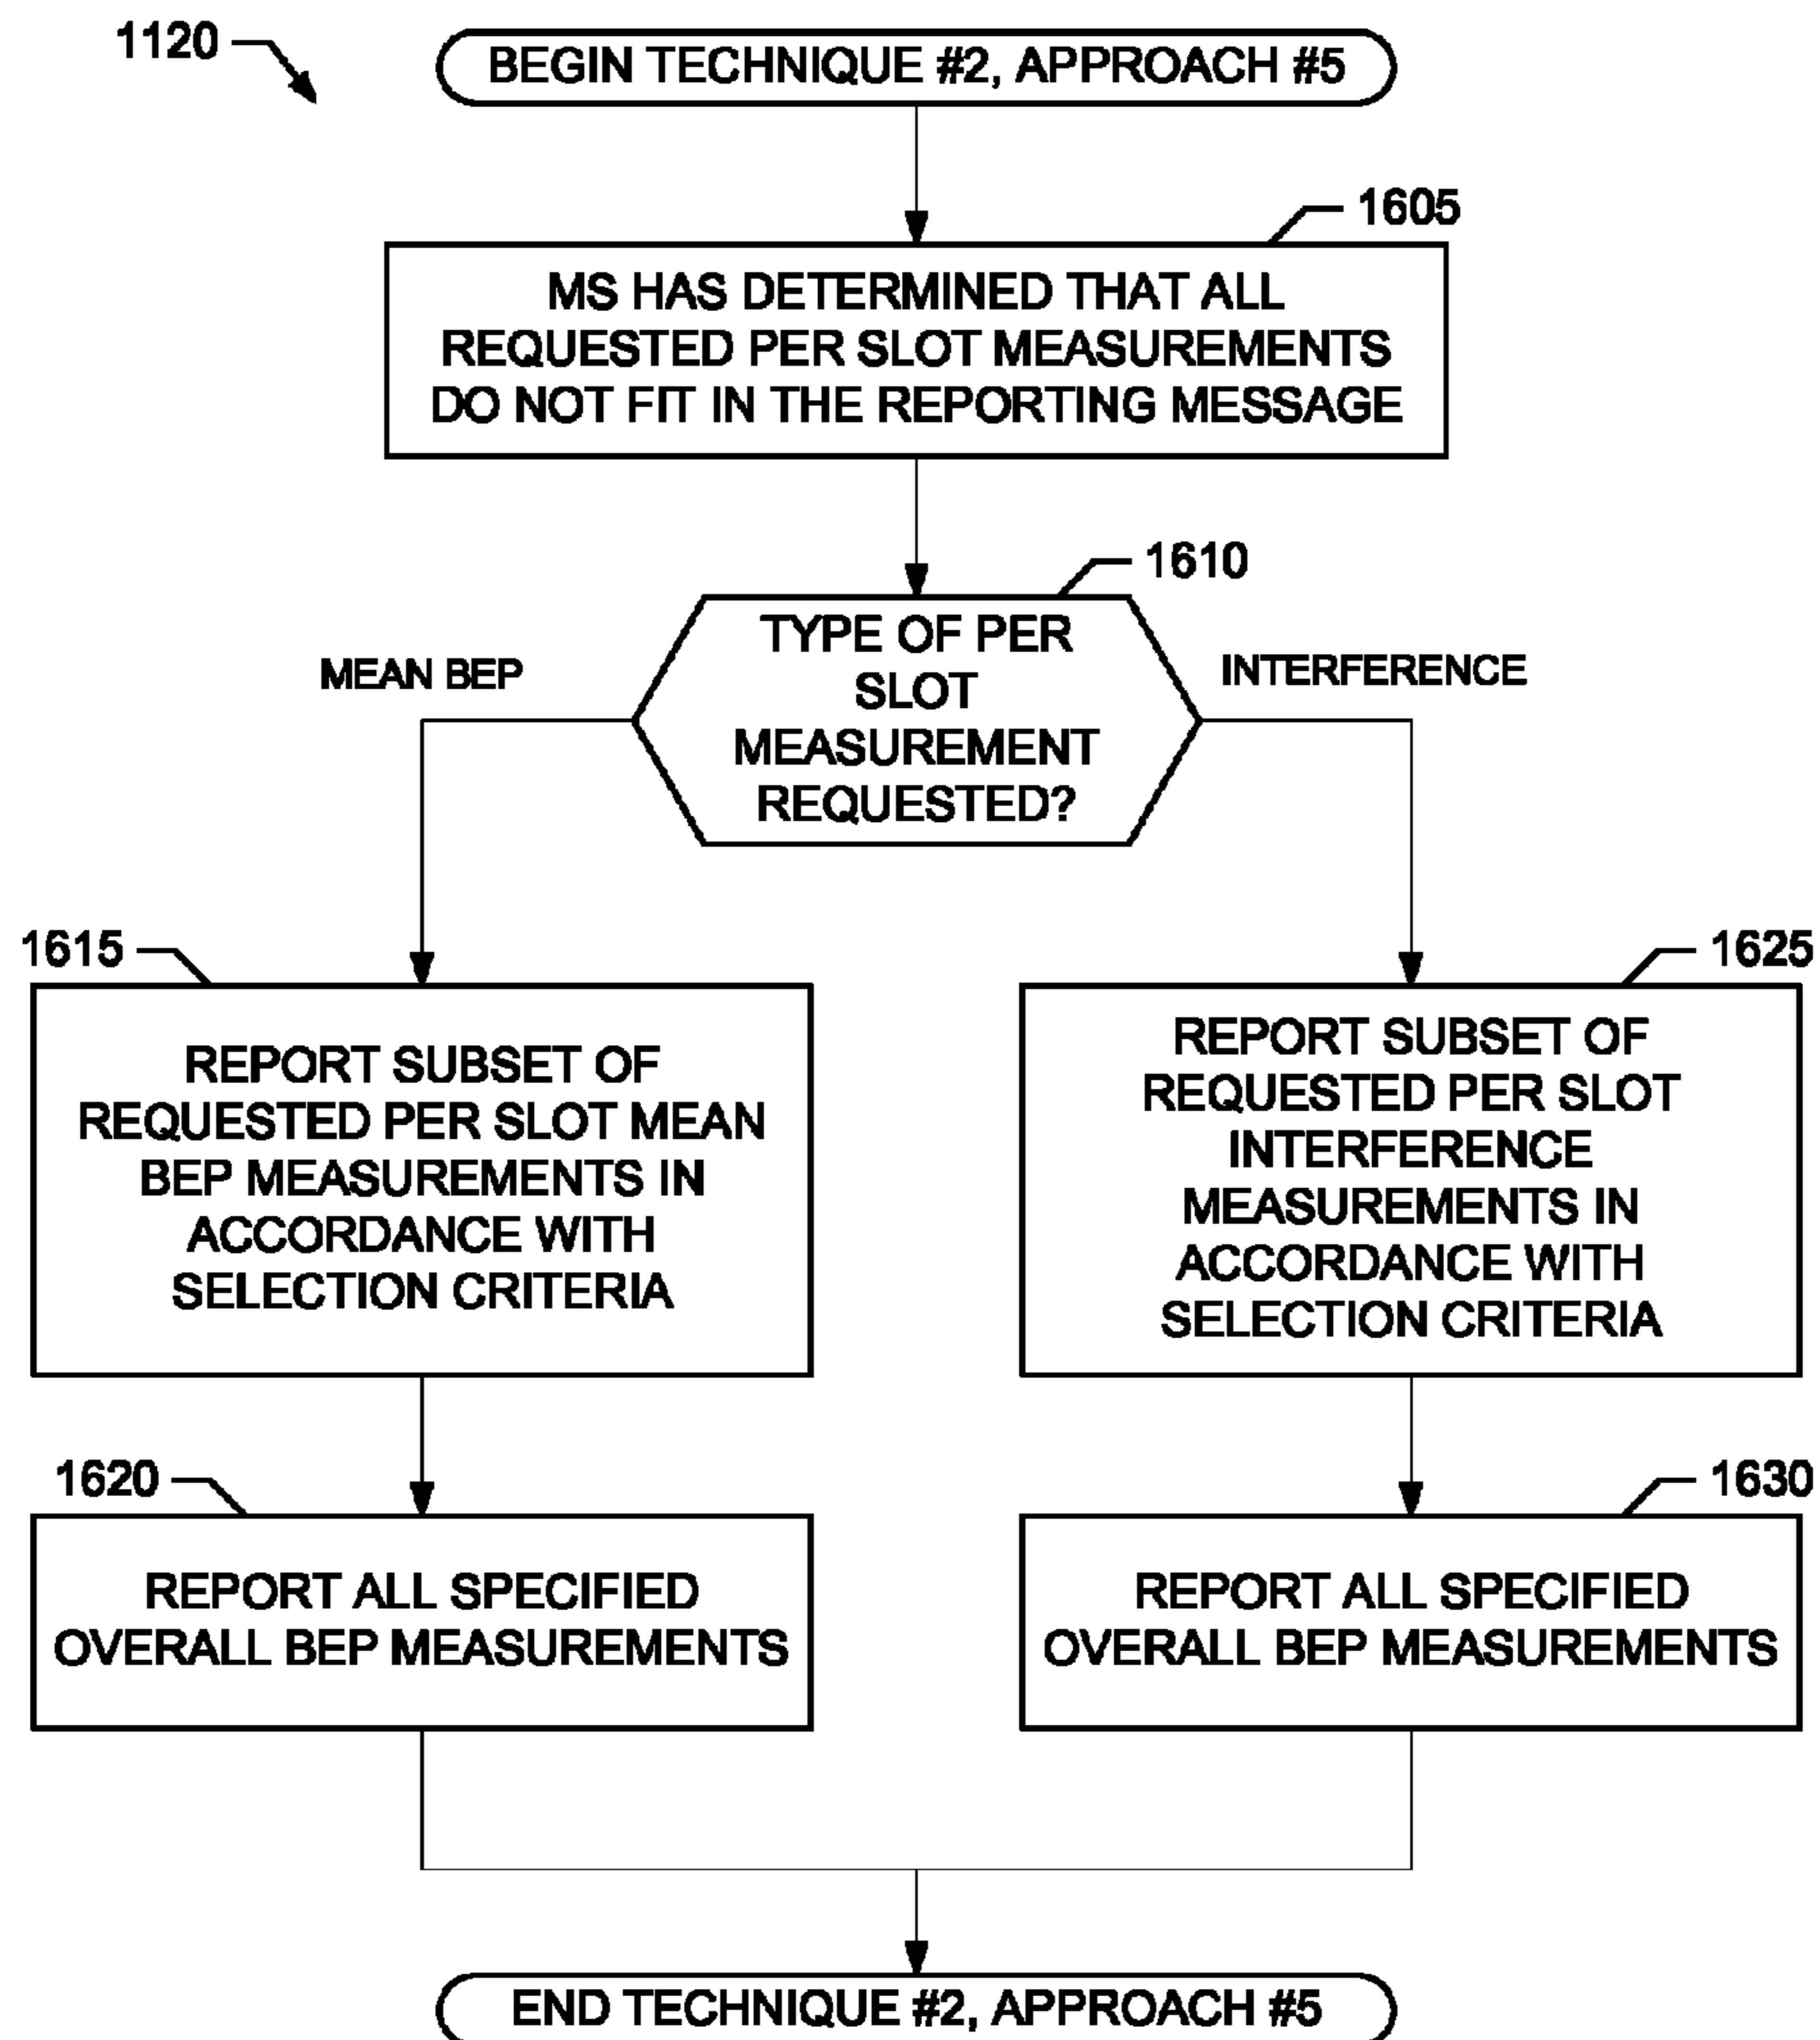 1120
BEGIN TECHNIQUE #2, APPROACH #5
1605
MS HAS DETERMINED THAT ALL
REQUESTED PER SLOT MEASUREMENTS
DO NOT FIT IN THE REPORTING MESSAGE
1610
TYPE OF PER
SLOT
MEASUREMENT
REQUESTED?
MEAN BEP
INTERFERENCE
1615
REPORT SUBSET OF
REQUESTED PER SLOT MEAN
BEP MEASUREMENTS IN
ACCORDANCE WITH
SELECTION CRITERIA
1625
REPORT SUBSET OF
REQUESTED PER SLOT
INTERFERENCE
MEASUREMENTS IN
ACCORDANCE WITH
SELECTION CRITERIA
1620
REPORT ALL SPECIFIED
OVERALL BEP MEASUREMENTS
1630
REPORT ALL SPECIFIED
OVERALL BEP MEASUREMENTS
END TECHNIQUE #2, APPROACH #5